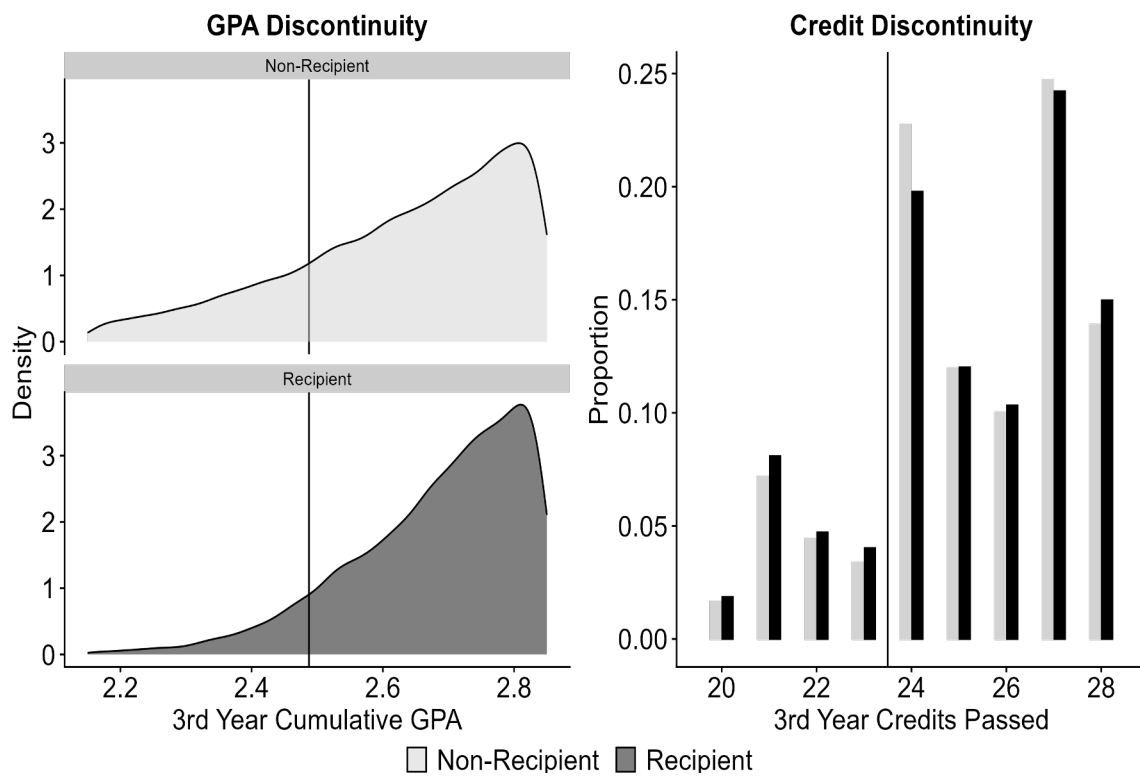 GPA Discontinuity
Non-Recipient
3
2
1
0
Recipient
3
2
1
0
Density
2.2 2.4 2.6 2.8
3rd Year Cumulative GPA
Credit Discontinuity
0.25
0.20
0.15
0.10
0.05
0.00
Proportion
20 22 24 26 28
3rd Year Credits Passed
Non-Recipient Recipient